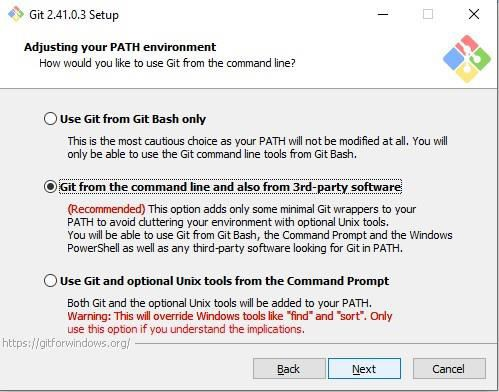 Git 2.41.0.3 Setup
Adjusting your PATH environment
How would you like to use Git from the command line?
Use Git from Git Bash only
This is the most cautious choice as your PATH will not be modified at all. You will
only be able to use the Git command line tools from Git Bash.
Git from the command line and also from 3rd-party software
(Recommended) This option adds only some minimal Git wrappers to your
PATH to avoid cluttering your environment with optional Unix tools.
You will be able to use Git from Git Bash, the Command Prompt and the Windows
PowerShell as well as any third-party software looking for Git in PATH.
Use Git and optional Unix tools from the Command Prompt
Both Git and the optional Unix tools will be added to your PATH.
Warning: This will override Windows tools like "find" and "sort". Only
use this option if you understand the implications.
https://gitforwindows.org/
Back Next Cancel